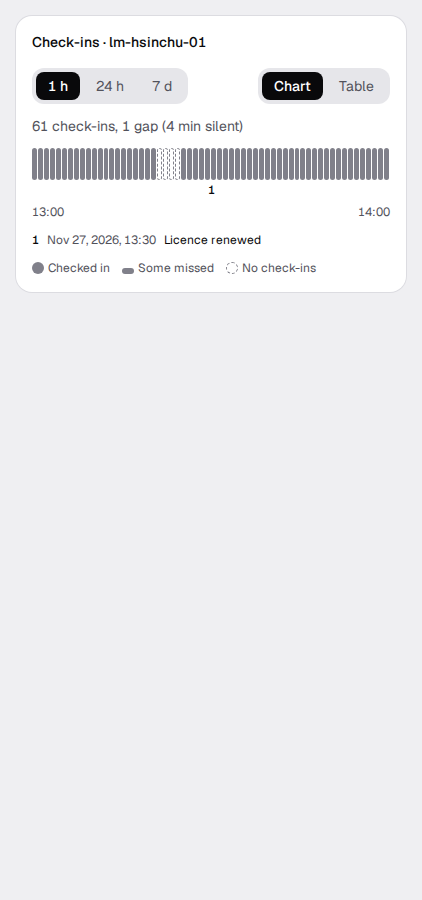 Check-ins · lm-hsinchu-01
1 h 24 h 7 d Chart Table
61 check-ins, 1 gap (4 min silent)
1
13:00 14:00
1 Nov 27, 2026, 13:30 Licence renewed
Checked in Some missed No check-ins